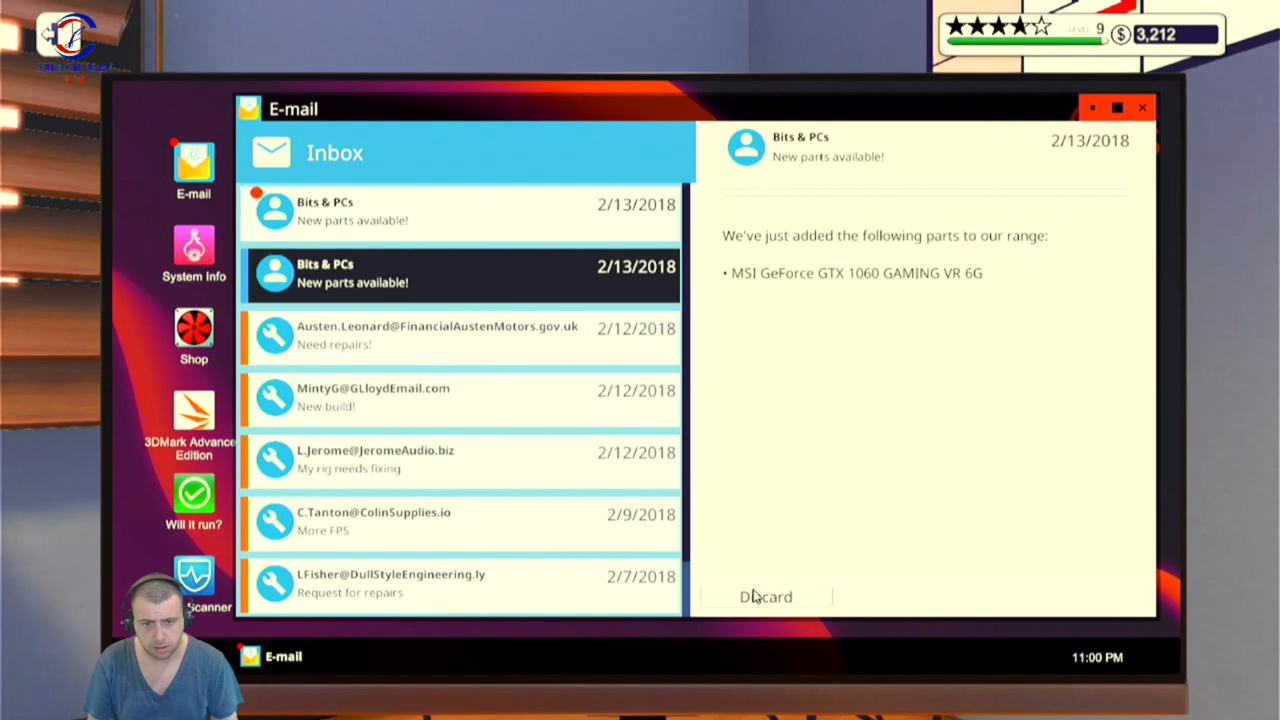 LEVEL 9
$ 3,212
E-mail
Inbox
Bits & PCs
2/13/2018
New parts available!
Bits & PCs
2/13/2018
New parts available!
Austen.Leonard@FinancialAustenMotors.gov.uk
2/12/2018
Need repairs!
MintyG@GLloydEmail.com
2/12/2018
New build!
L.Jerome@JeromeAudio.biz
2/12/2018
My rig needs fixing
C.Tanton@ColinSupplies.io
2/9/2018
More FPS
LFisher@DullStyleEngineering.ly
2/7/2018
Request for repairs
Bits & PCs
2/13/2018
New parts available!
We've just added the following parts to our range:
• MSI GeForce GTX 1060 GAMING VR 6G
Discard
E-mail
System Info
Shop
3DMark Advance
Edition
Will it run?
Scanner
E-mail
11:00 PM